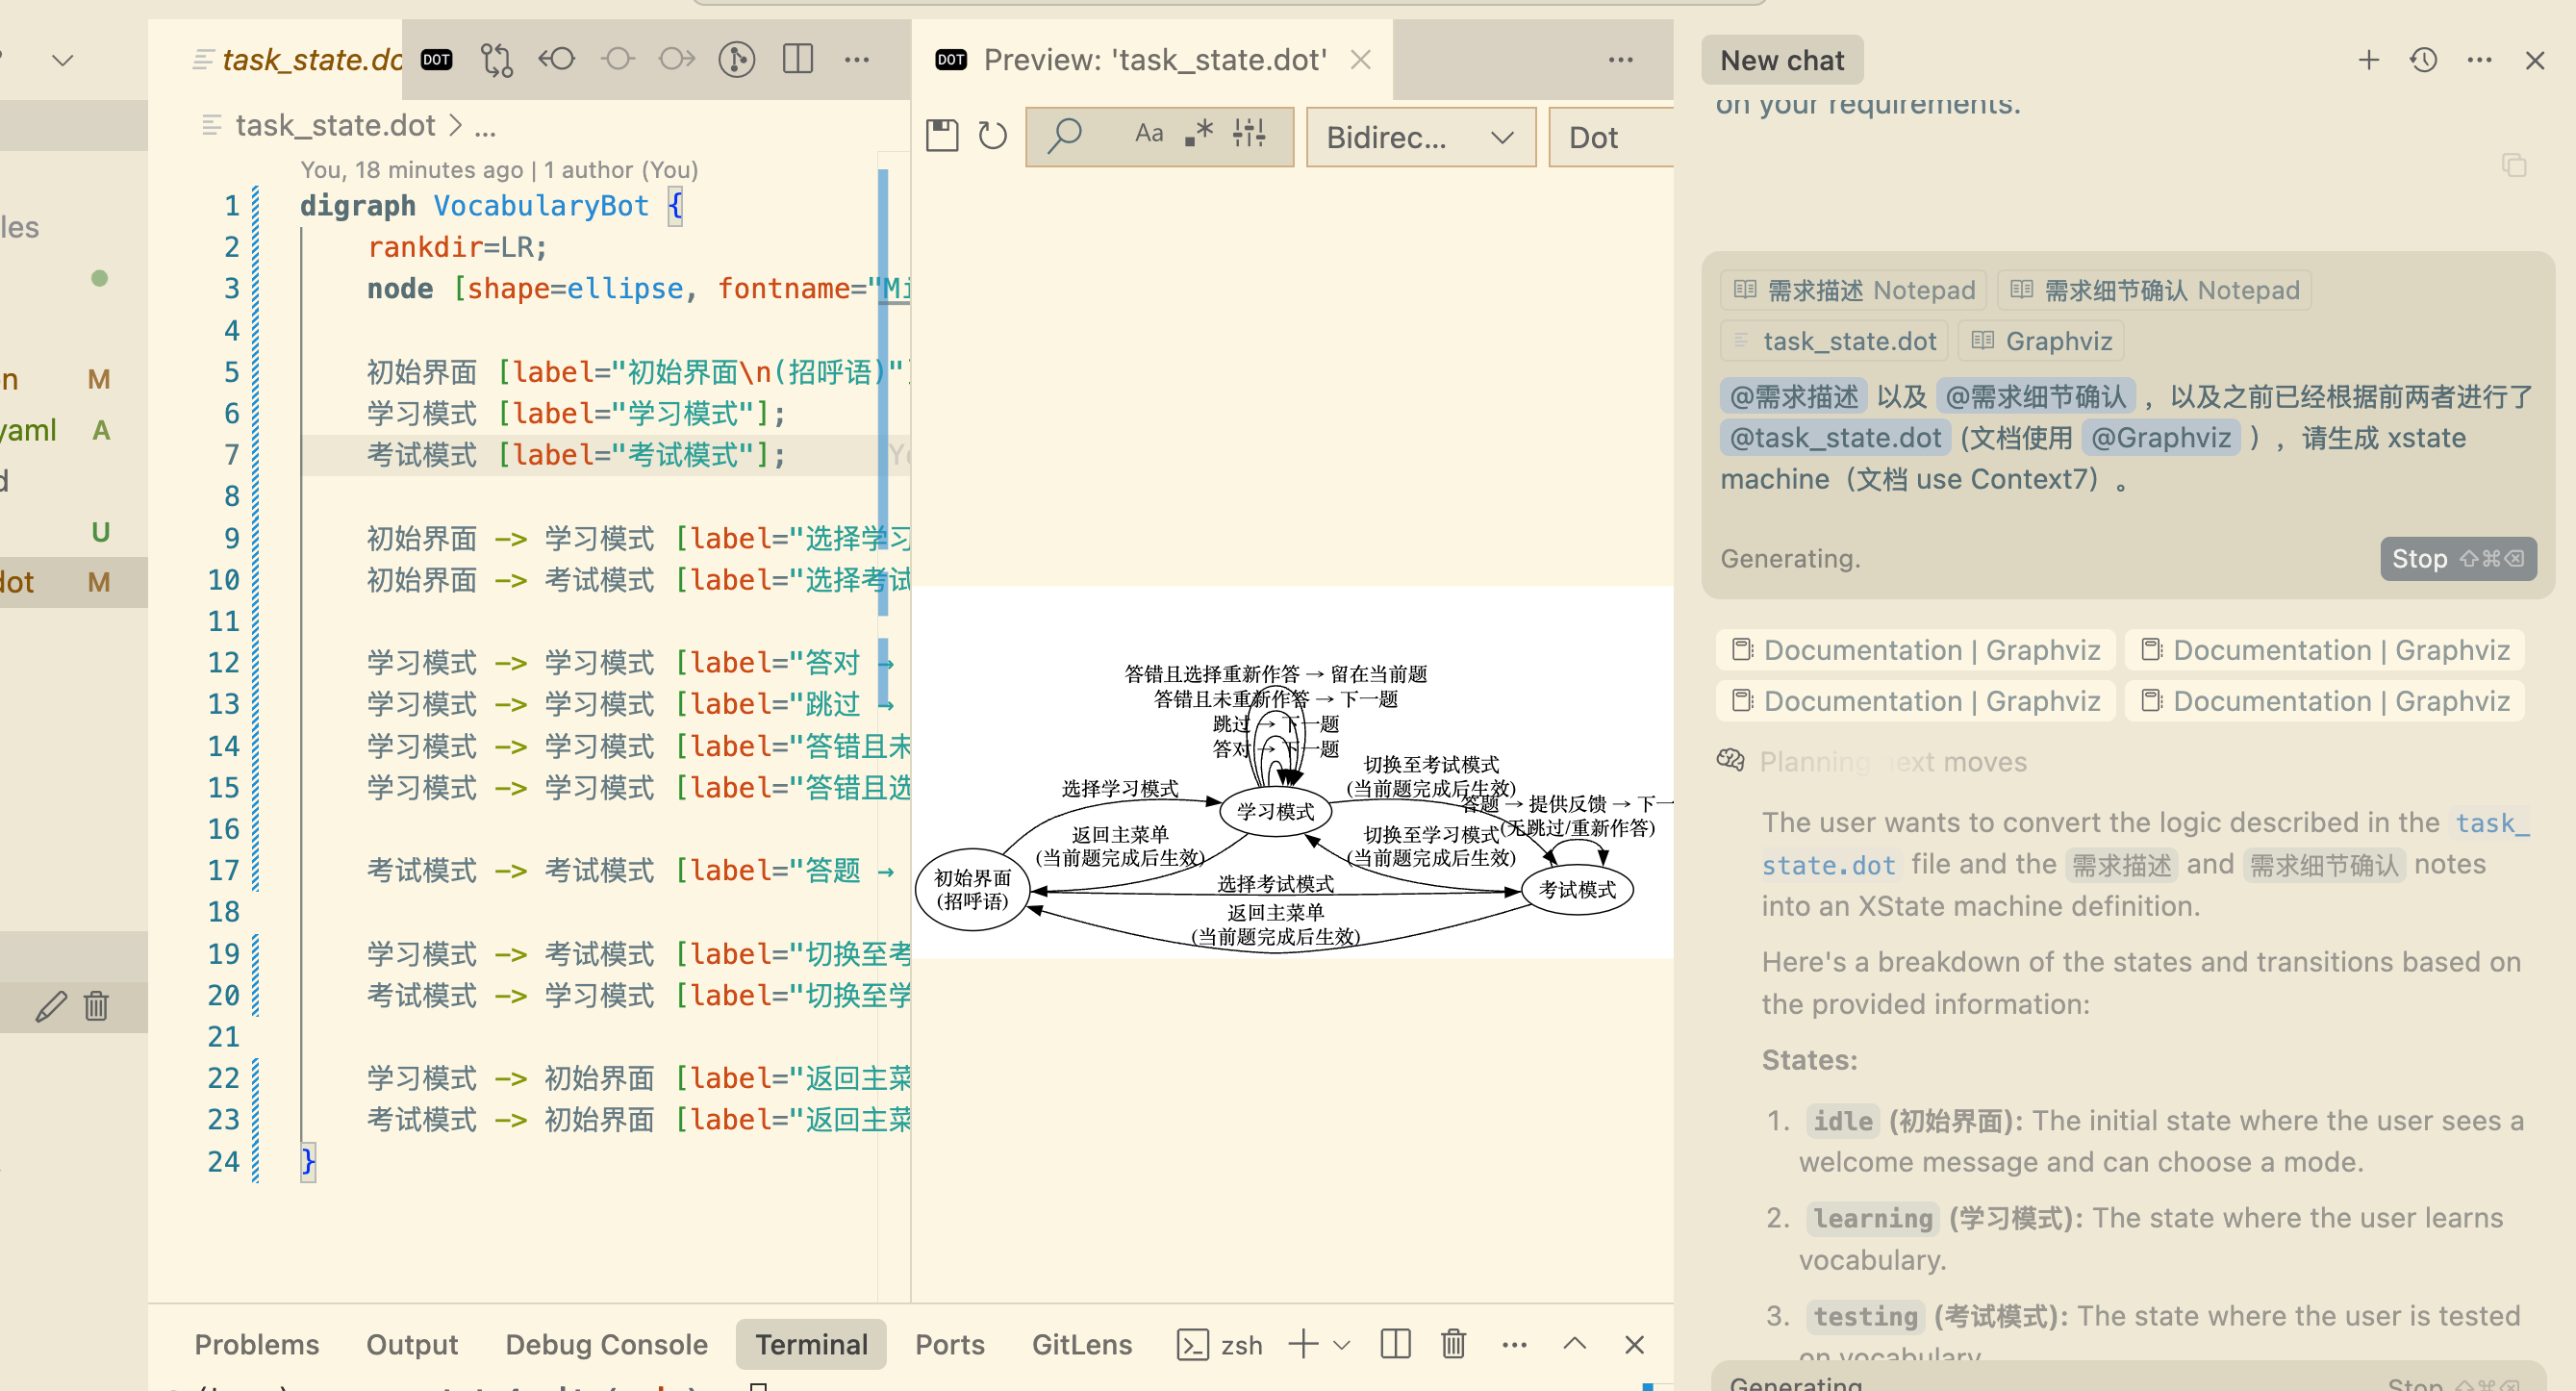 task_state.do
DOT
DOT Preview: 'task_state.dot'
New chat
task_state.dot > ...
Aa
Bidirec...
Dot
You, 18 minutes ago | 1 author (You)
1 digraph VocabularyBot {
2 rankdir=LR;
3 node [shape=ellipse, fontname="Mi
4
5 初始界面 [label="初始界面\n(招呼语)"]
6 学习模式 [label="学习模式"];
7 考试模式 [label="考试模式"];
8
9 初始界面 -> 学习模式 [label="选择学习
10 初始界面 -> 考试模式 [label="选择考试
11
12 学习模式 -> 学习模式 [label="答对 →
13 学习模式 -> 学习模式 [label="跳过 →
14 学习模式 -> 学习模式 [label="答错且未
15 学习模式 -> 学习模式 [label="答错且选
16
17 考试模式 -> 考试模式 [label="答题 →
18
19 学习模式 -> 考试模式 [label="切换至考
20 考试模式 -> 学习模式 [label="切换至学
21
22 学习模式 -> 初始界面 [label="返回主菜
23 考试模式 -> 初始界面 [label="返回主菜
24 }
les
n M
yaml A
d
U
dot M
答错且选择重新作答 → 留在当前题
答错且未重新作答 → 下一题
跳过 → 下一题
答对 → 下一题
选择学习模式
学习模式
切换至考试模式
(当前题完成后生效)
答题 → 提供反馈 → 下一
(无跳过/重新作答)
返回主菜单
(当前题完成后生效)
切换至学习模式
(当前题完成后生效)
初始界面
(招呼语)
选择考试模式
考试模式
返回主菜单
(当前题完成后生效)
on your requirements.
需求描述 Notepad 需求细节确认 Notepad
task_state.dot Graphviz
@需求描述 以及 @需求细节确认 ，以及之前已经根据前两者进行了
@task_state.dot (文档使用 @Graphviz ），请生成 xstate
machine（文档 use Context7）。
Generating.
Stop ⇧⌘⌫
Documentation | Graphviz Documentation | Graphviz
Documentation | Graphviz Documentation | Graphviz
Planning next moves
The user wants to convert the logic described in the task_
state.dot file and the 需求描述 and 需求细节确认 notes
into an XState machine definition.
Here's a breakdown of the states and transitions based on
the provided information:
States:
1. idle (初始界面): The initial state where the user sees a
welcome message and can choose a mode.
2. learning (学习模式): The state where the user learns
vocabulary.
3. testing (考试模式): The state where the user is tested
on vocabulary
Generating
Stop ⇧⌘⌫
Problems Output Debug Console Terminal Ports GitLens zsh